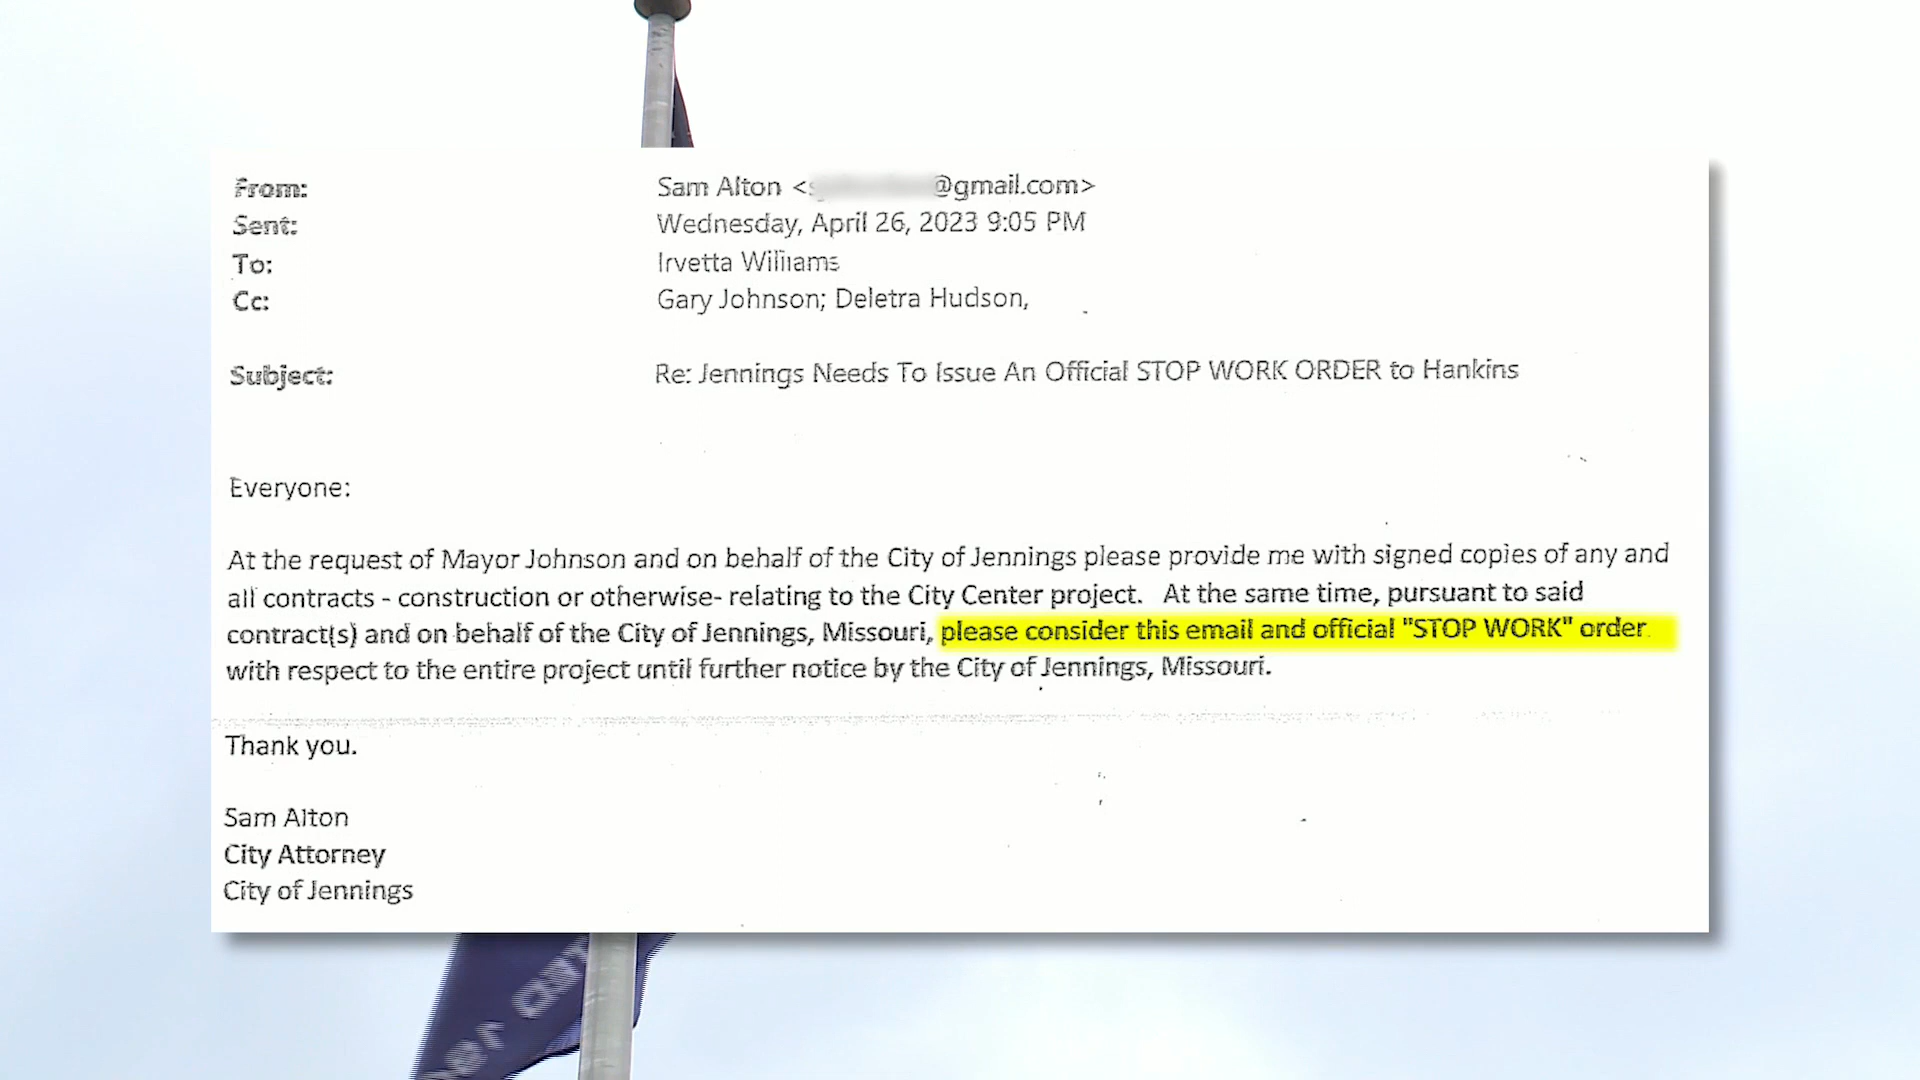 From: Sam Alton < @gmail.com>
Sent: Wednesday, April 26, 2023 9:05 PM
To: Irvetta Williams
Cc: Gary Johnson; Deletra Hudson,
Subject: Re: Jennings Needs To Issue An Official STOP WORK ORDER to Hankins
Everyone:
At the request of Mayor Johnson and on behalf of the City of Jennings please provide me with signed copies of any and
all contracts - construction or otherwise- relating to the City Center project. At the same time, pursuant to said
contract(s) and on behalf of the City of Jennings, Missouri, please consider this email and official "STOP WORK" order
with respect to the entire project until further notice by the City of Jennings, Missouri.
Thank you.
Sam Alton
City Attorney
City of Jennings